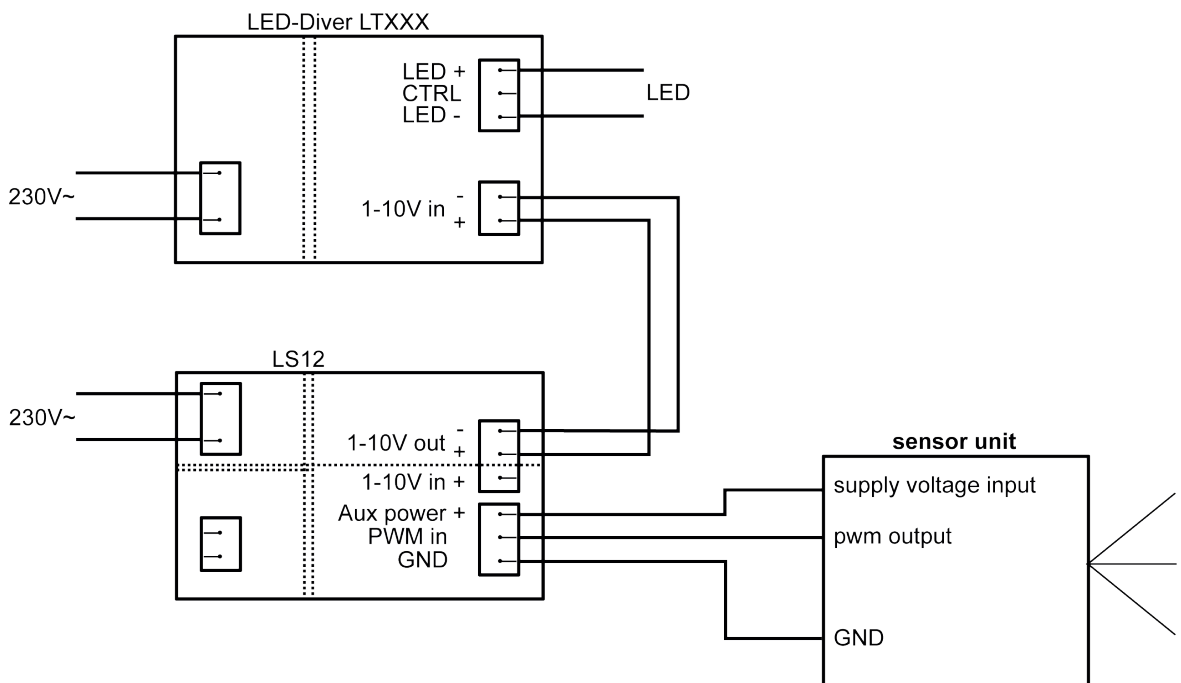 LED-Diver LTXXX
LED +
CTRL
LED -
LED
230V~
1-10V in
-
+
LS12
230V~
1-10V out
-
+
1-10V in +
Aux power +
PWM in
GND
sensor unit
supply voltage input
pwm output
GND